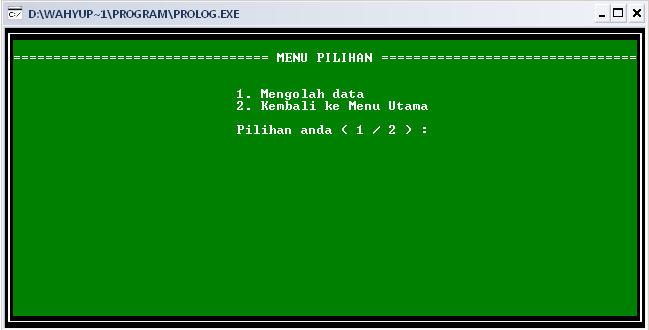 D:\WAHYUP~1\PROGRAM\PROLOG.EXE
================================ MENU PILIHAN ================================
1. Mengolah data
2. Kembali ke Menu Utama
Pilihan anda ( 1 / 2 ) :